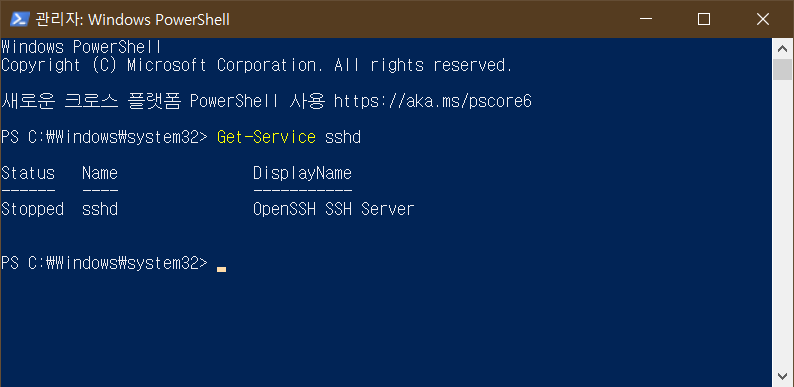 관리자: Windows PowerShell
Windows PowerShell
Copyright (C) Microsoft Corporation. All rights reserved.
새로운 크로스 플랫폼 PowerShell 사용 https://aka.ms/pscore6
PS C:₩Windows₩system32> Get-Service sshd
Status   Name               DisplayName
------   ----               -----------
Stopped  sshd               OpenSSH SSH Server
PS C:₩Windows₩system32>